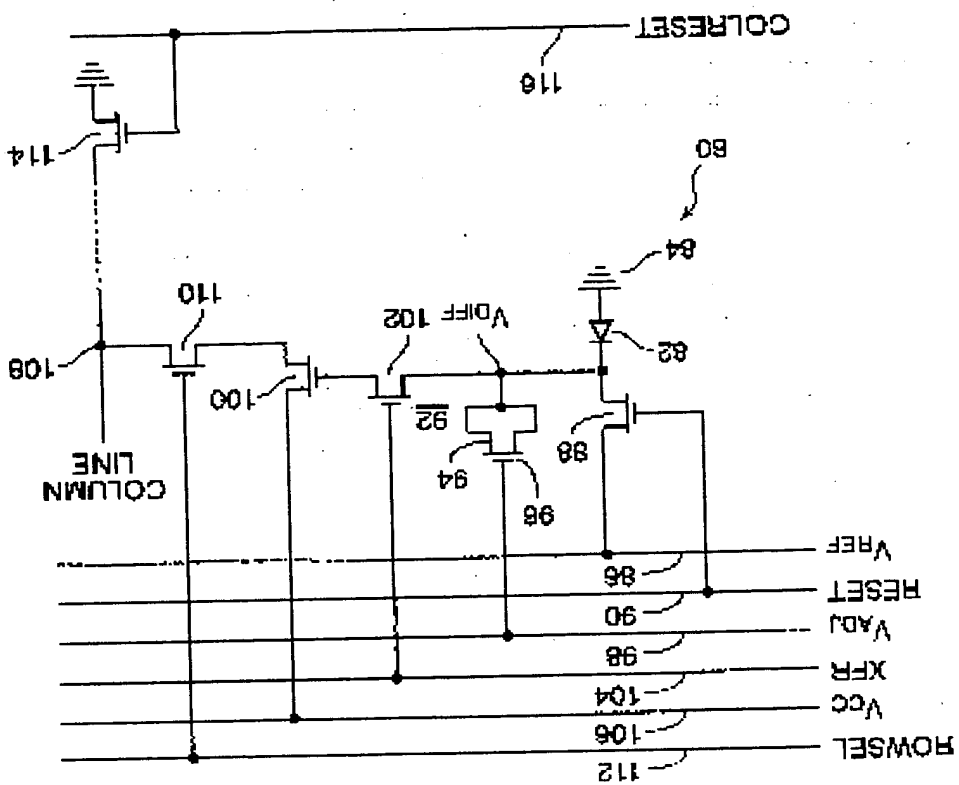 112
ROWSEL
106
VCC
104
XFR
98
VADJ
90
RESET
86
VREF
COLUMN
LINE
96
94
88
92
100
108
82
VDIFF
102
110
84
80
114
116
COLRESET